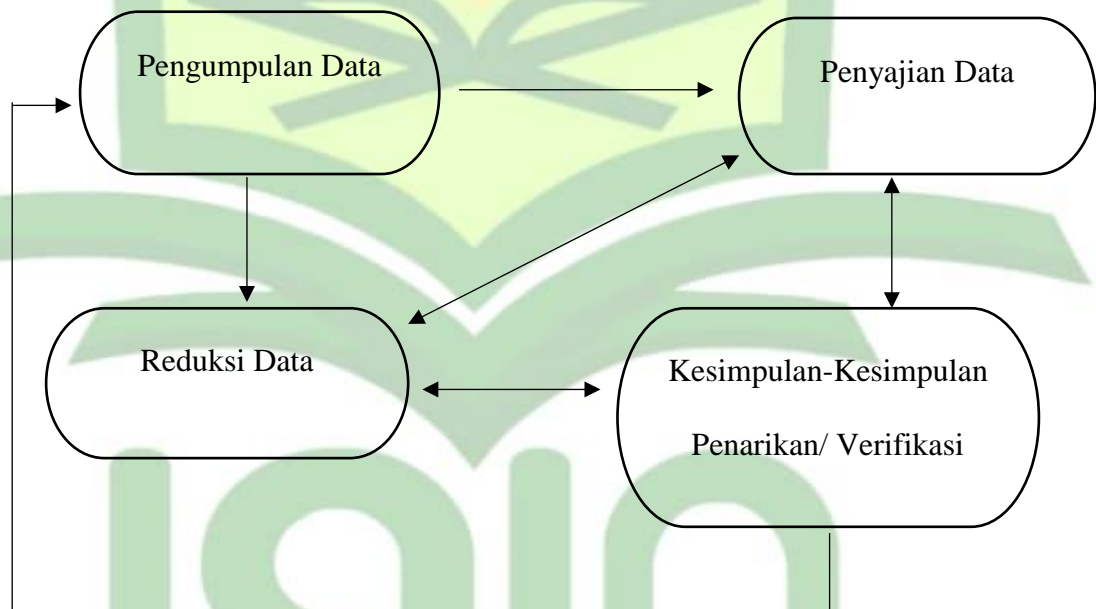 Pengumpulan Data
Penyajian Data
Reduksi Data
Kesimpulan-Kesimpulan
Penarikan/ Verifikasi